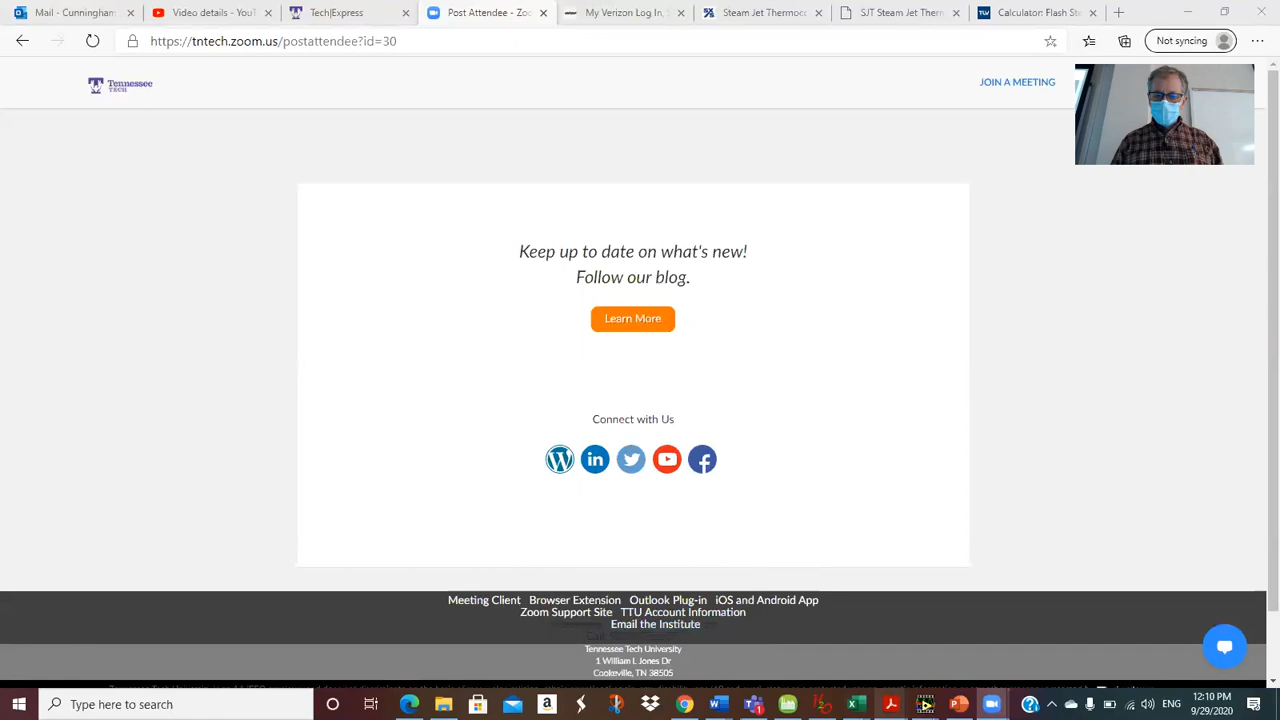 Mail - Cunningham
Video details - YouT
Tech|Express
Post Attendee - Zoo
My Verizon Log In, S
Steam Jet Thermoco
SJT Steam Jet Therm
Calculator: Flash Ste
https://tntech.zoom.us/postattendee?id=30
Not syncing
Tennessee
TECH
JOIN A MEETING
Keep up to date on what's new!
Follow our blog.
Learn More
Connect with Us
Meeting Client Browser Extension Outlook Plug-in iOS and Android App
Zoom Support Site TTU Account Information
Email the Institute
Tennessee Tech University
1 William L Jones Dr
Cookeville, TN 38505
Type here to search
ENG
12:10 PM
9/29/2020